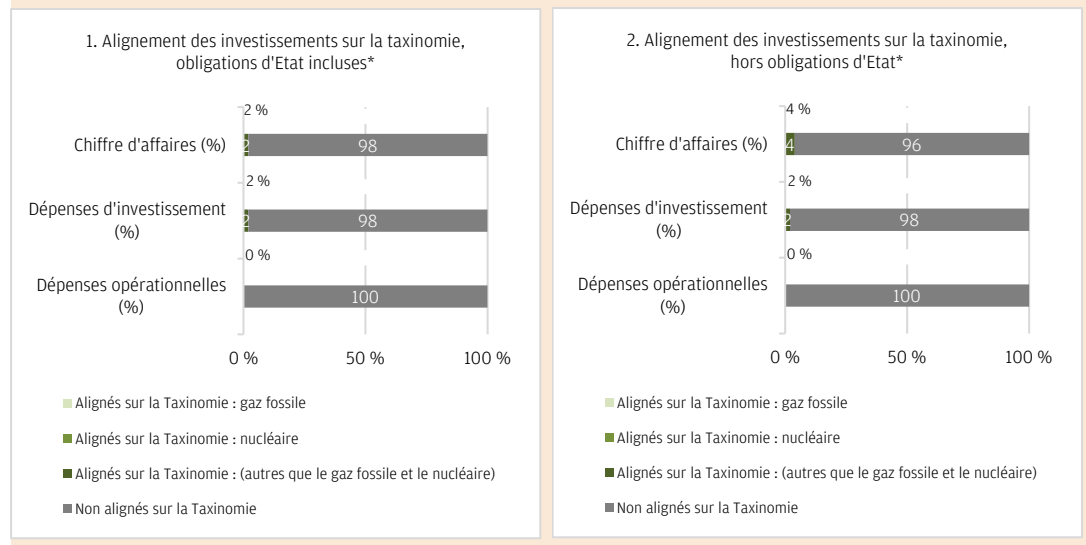 1. Alignement des investissements sur la taxinomie,
obligations d'Etat incluses*
2 %
Chiffre d'affaires (%)
2
98
2 %
Dépenses d'investissement
(%)
2
98
0 %
Dépenses opérationnelles
(%)
100
0 %
50 %
100 %
Alignés sur la Taxinomie : gaz fossile
Alignés sur la Taxinomie : nucléaire
Alignés sur la Taxinomie : (autres que le gaz fossile et le nucléaire)
Non alignés sur la Taxinomie
2. Alignement des investissements sur la taxinomie,
hors obligations d'Etat*
4 %
Chiffre d'affaires (%)
4
96
2 %
Dépenses d'investissement
(%)
2
98
0 %
Dépenses opérationnelles
(%)
100
0 %
50 %
100 %
Alignés sur la Taxinomie : gaz fossile
Alignés sur la Taxinomie : nucléaire
Alignés sur la Taxinomie : (autres que le gaz fossile et le nucléaire)
Non alignés sur la Taxinomie